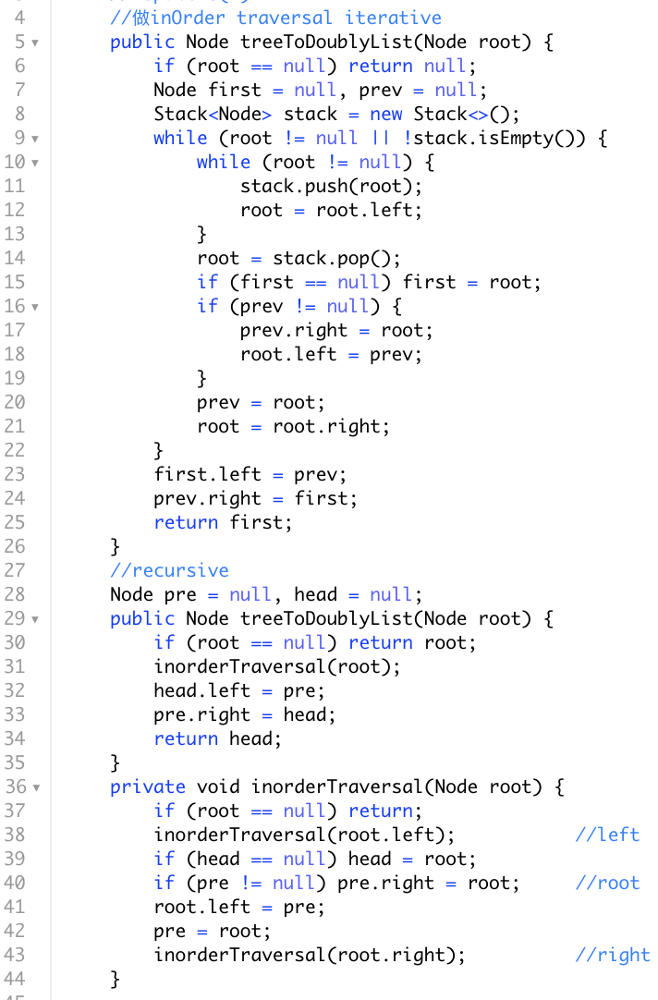 4 //做inOrder traversal iterative
5 public Node treeToDoublyList(Node root) {
6 if (root == null) return null;
7 Node first = null, prev = null;
8 Stack<Node> stack = new Stack<>();
9 while (root != null || !stack.isEmpty()) {
10 while (root != null) {
11 stack.push(root);
12 root = root.left;
13 }
14 root = stack.pop();
15 if (first == null) first = root;
16 if (prev != null) {
17 prev.right = root;
18 root.left = prev;
19 }
20 prev = root;
21 root = root.right;
22 }
23 first.left = prev;
24 prev.right = first;
25 return first;
26 }
27 //recursive
28 Node pre = null, head = null;
29 public Node treeToDoublyList(Node root) {
30 if (root == null) return root;
31 inorderTraversal(root);
32 head.left = pre;
33 pre.right = head;
34 return head;
35 }
36 private void inorderTraversal(Node root) {
37 if (root == null) return;
38 inorderTraversal(root.left); //left
39 if (head == null) head = root;
40 if (pre != null) pre.right = root; //root
41 root.left = pre;
42 pre = root;
43 inorderTraversal(root.right); //right
44 }